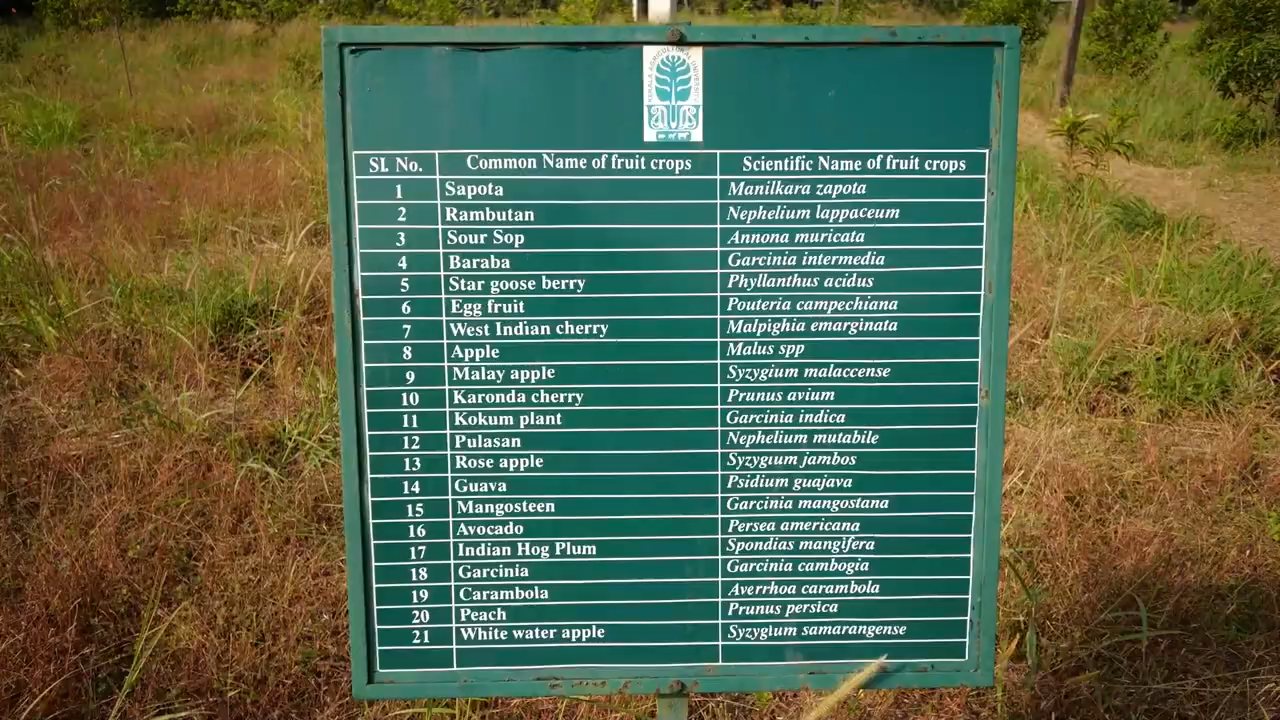 KERALA AGRICULTURAL UNIVERSITY
Sl. No. Common Name of fruit crops Scientific Name of fruit crops
1 Sapota Manilkara zapota
2 Rambutan Nephelium lappaceum
3 Sour Sop Annona muricata
4 Baraba Garcinia intermedia
5 Star goose berry Phyllanthus acidus
6 Egg fruit Pouteria campechiana
7 West Indian cherry Malpighia emarginata
8 Apple Malus spp
9 Malay apple Syzygium malaccense
10 Karonda cherry Prunus avium
11 Kokum plant Garcinia indica
12 Pulasan Nephelium mutabile
13 Rose apple Syzygium jambos
14 Guava Psidium guajava
15 Mangosteen Garcinia mangostana
16 Avocado Persea americana
17 Indian Hog Plum Spondias mangifera
18 Garcinia Garcinia cambogia
19 Carambola Averrhoa carambola
20 Peach Prunus persica
21 White water apple Syzygium samarangense